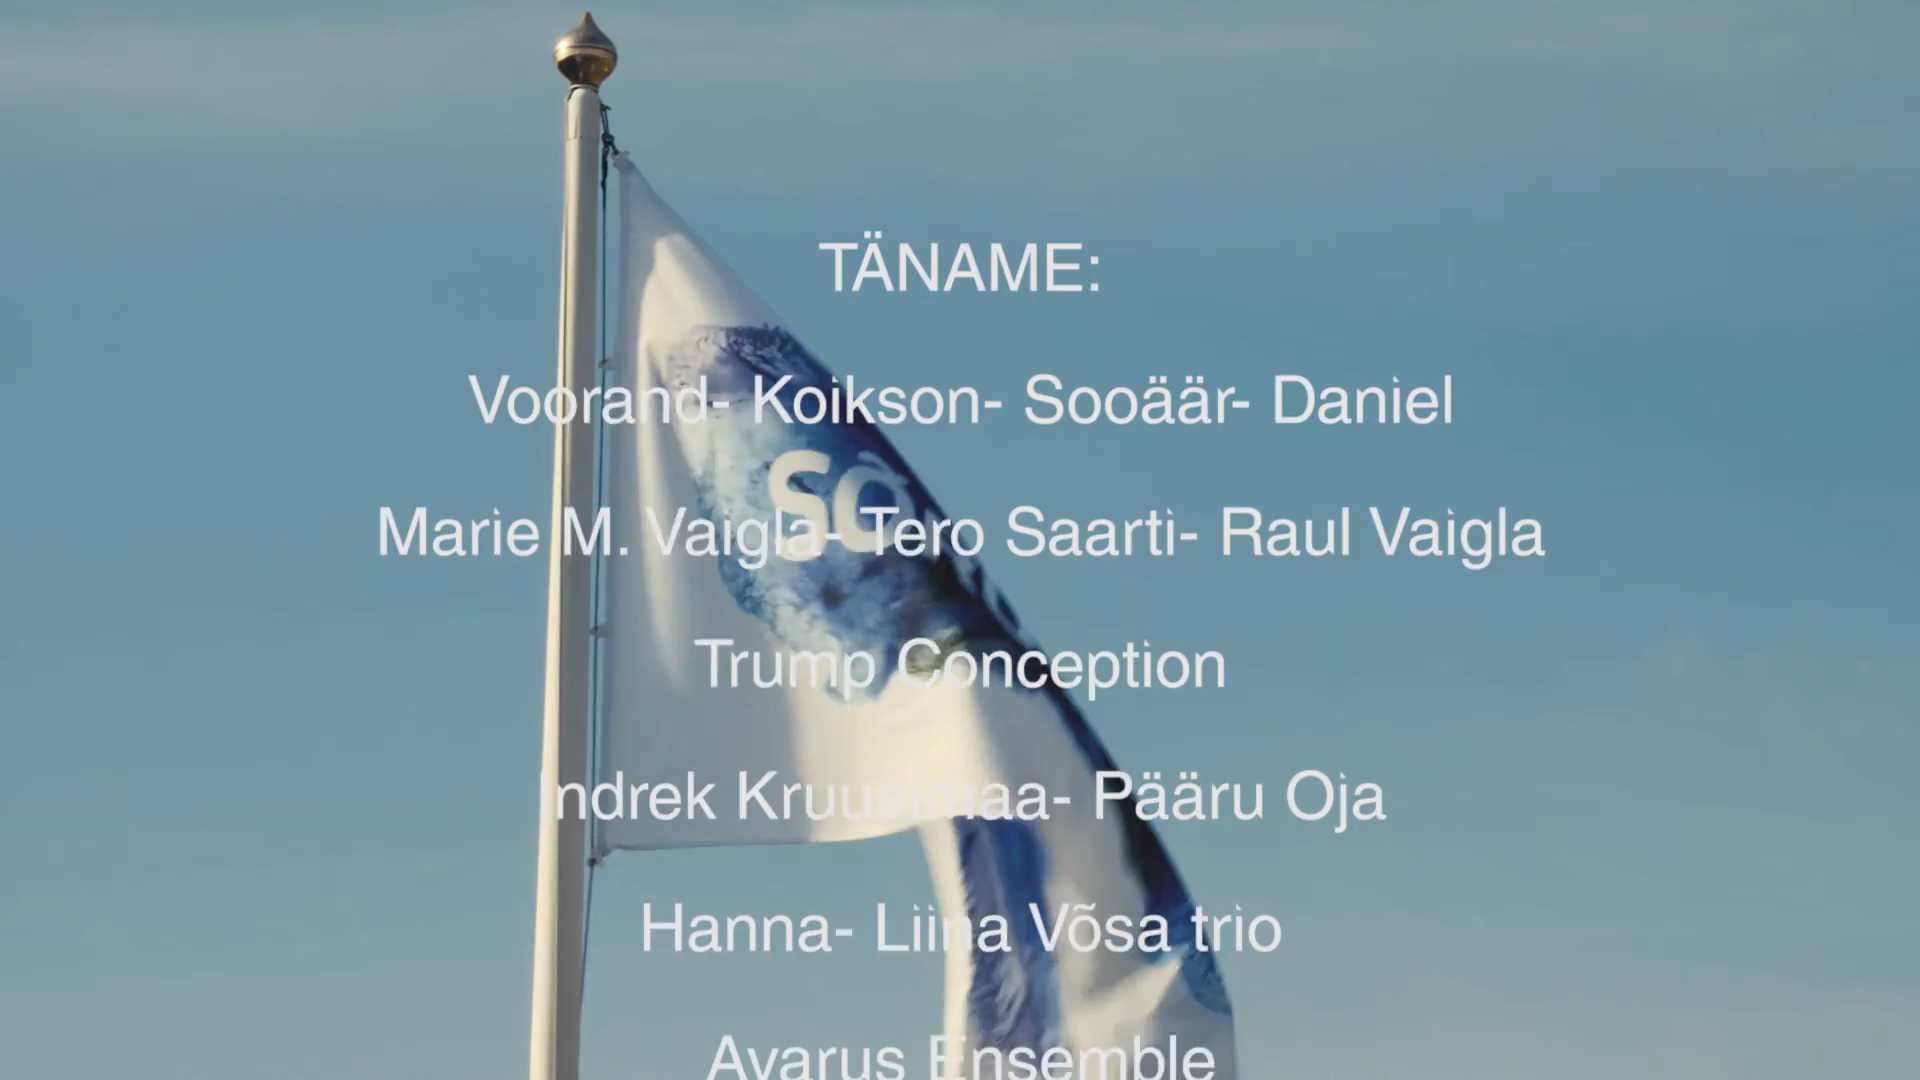 TÄNAME:
Voorand- Koikson- Sooäär- Daniel
Marie M. Vaigla- Tero Saarti- Raul Vaigla
Trump Conception
Indrek Kruusimaa- Pääru Oja
Hanna- Liina Võsa trio
Avarus Ensemble